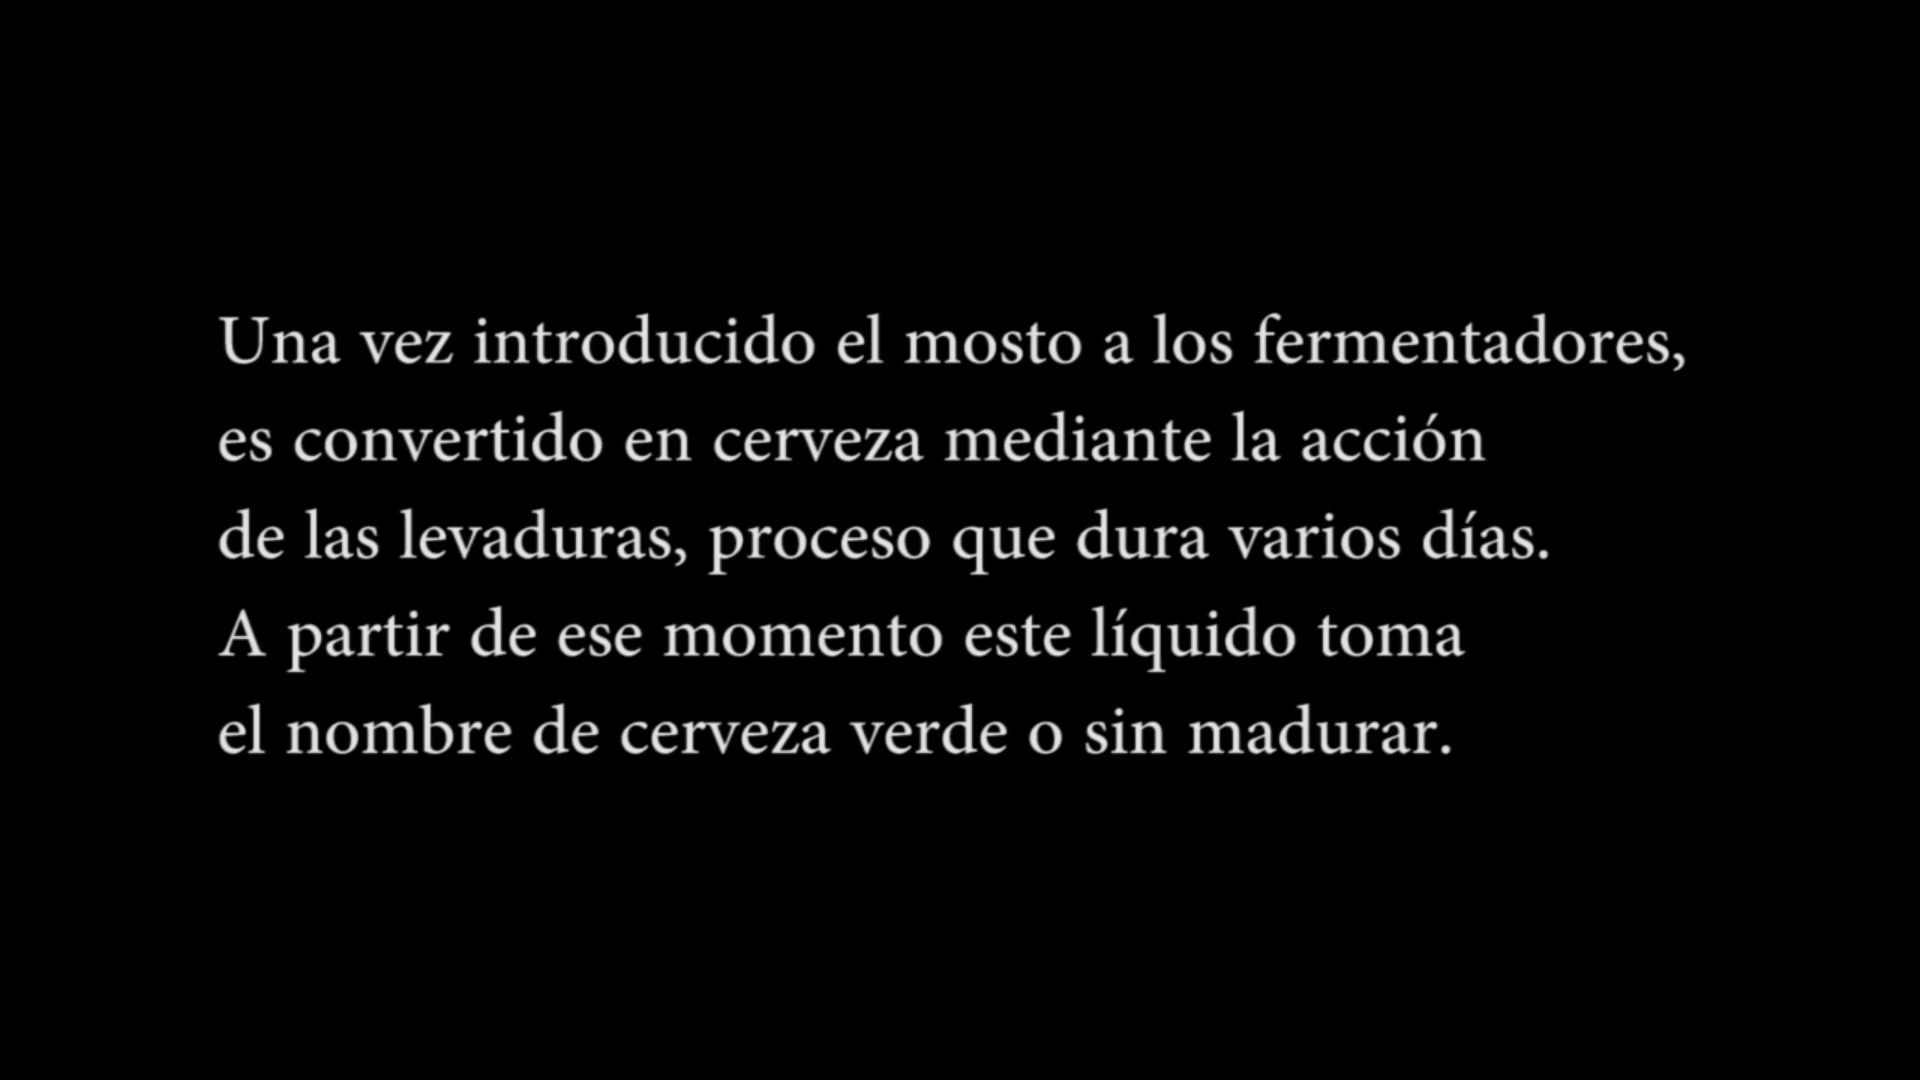 Una vez introducido el mosto a los fermentadores,
es convertido en cerveza mediante la acción
de las levaduras, proceso que dura varios días.
A partir de ese momento este líquido toma
el nombre de cerveza verde o sin madurar.